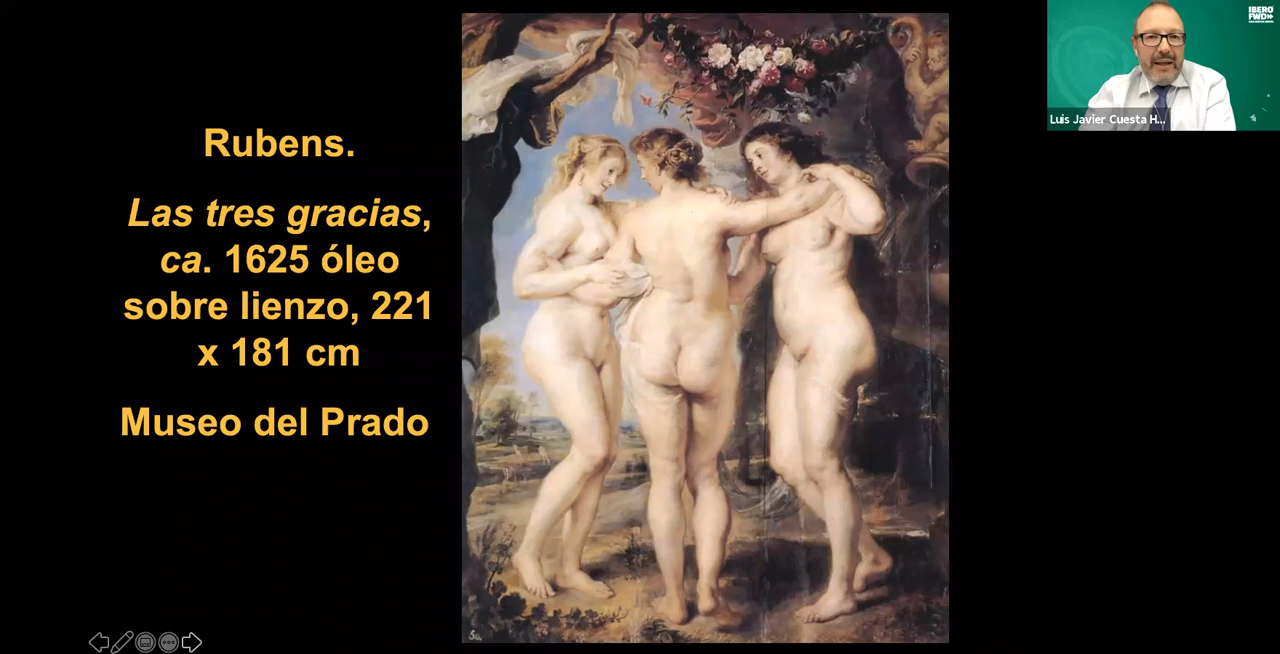 Rubens.
Las tres gracias,
ca. 1625 óleo
sobre lienzo, 221
x 181 cm
Museo del Prado
IBERO
FWD
Luis Javier Cuesta H...